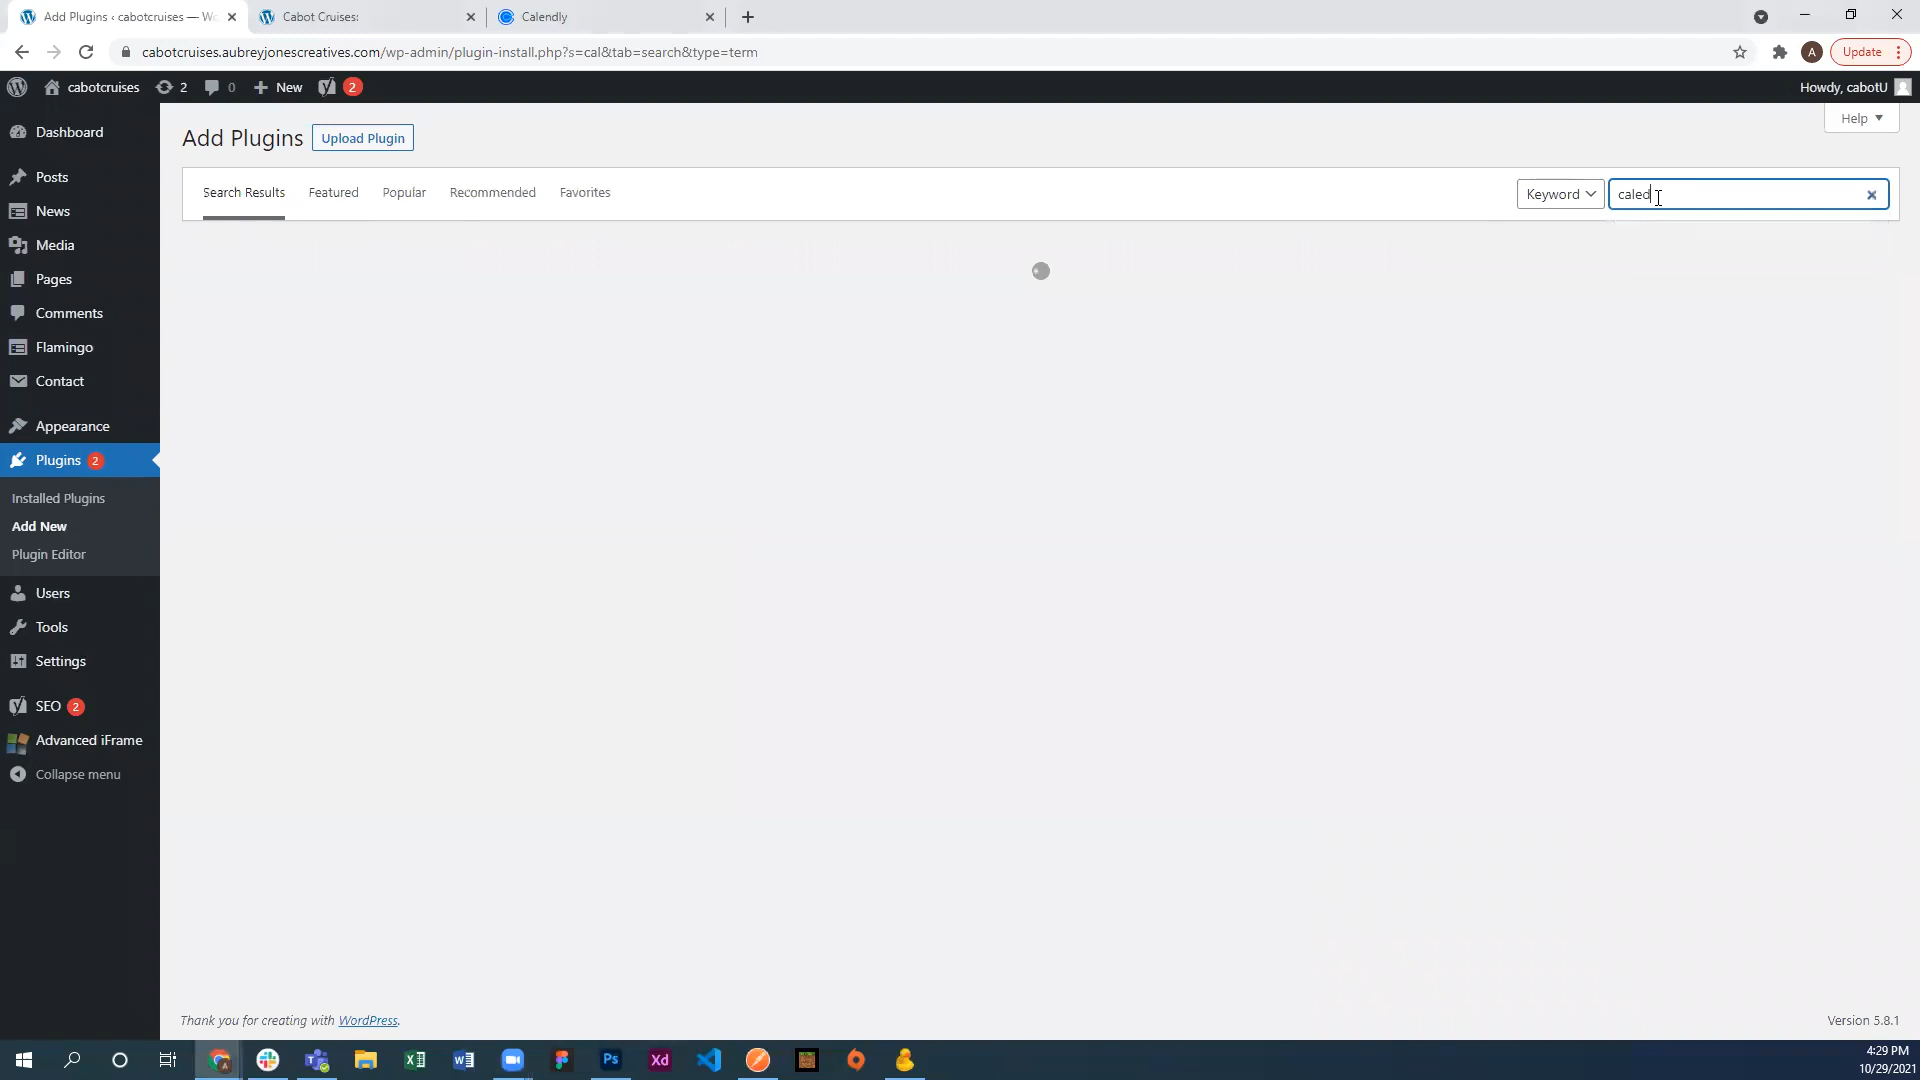 Add Plugins ‹ cabotcruises — Wo
Cabot Cruises:
Calendly
cabotcruises.aubreyjonescreatives.com/wp-admin/plugin-install.php?s=cal&tab=search&type=term
A
Update
cabotcruises
2
0
New
2
Howdy, cabotU
Dashboard
Posts
News
Media
Pages
Comments
Flamingo
Contact
Appearance
Plugins 2
Installed Plugins
Add New
Plugin Editor
Users
Tools
Settings
SEO 2
Advanced iFrame
Collapse menu
Help
Add Plugins
Upload Plugin
Search Results
Featured
Popular
Recommended
Favorites
Keyword
caled
Thank you for creating with WordPress.
Version 5.8.1
Ps
Xd
4:29 PM
10/29/2021